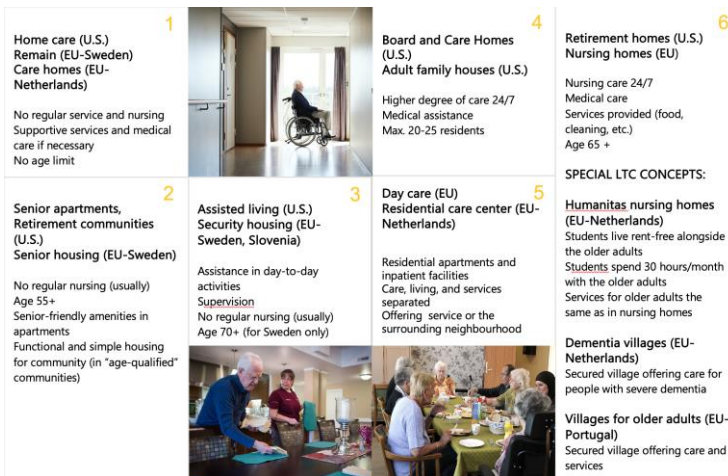 1
Home care (U.S.)
Remain (EU-Sweden)
Care homes (EU-
Netherlands)
No regular service and nursing
Supportive services and medical
care if necessary
No age limit
2
Senior apartments,
Retirement communities
(U.S.)
Senior housing (EU-Sweden)
No regular nursing (usually)
Age 55+
Senior-friendly amenities in
apartments
Functional and simple housing
for community (in “age-qualified”
communities)
3
Assisted living (U.S.)
Security housing (EU-
Sweden, Slovenia)
Assistance in day-to-day
activities
Supervision
No regular nursing (usually)
Age 70+ (for Sweden only)
4
Board and Care Homes
(U.S.)
Adult family houses (U.S.)
Higher degree of care 24/7
Medical assistance
Max. 20-25 residents
5
Day care (EU)
Residential care center (EU-
Netherlands)
Residential apartments and
inpatient facilities
Care, living, and services
separated
Offering service or the
surrounding neighbourhood
6
Retirement homes (U.S.)
Nursing homes (EU)
Nursing care 24/7
Medical care
Services provided (food,
cleaning, etc.)
Age 65 +
SPECIAL LTC CONCEPTS:
Humanitas nursing homes
(EU-Netherlands)
Students live rent-free alongside
the older adults
Students spend 30 hours/month
with the older adults
Services for older adults the
same as in nursing homes
Dementia villages (EU-
Netherlands)
Secured village offering care for
people with severe dementia
Villages for older adults (EU-
Portugal)
Secured village offering care and
services